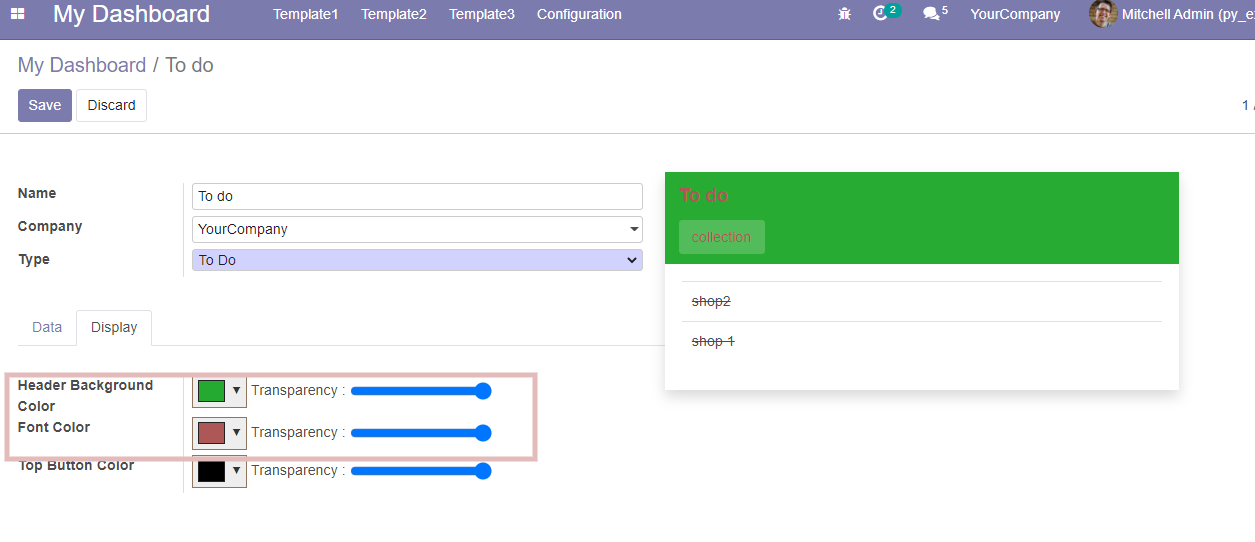 My Dashboard Template1 Template2 Template3 Configuration 2 5 YourCompany Mitchell Admin (py_e
My Dashboard / To do
Save Discard 1
Name To do
Company YourCompany
Type To Do
Data Display
Header Background Color Transparency :
Font Color Transparency :
Top Button Color Transparency :
To do
collection
shop2
shop 1